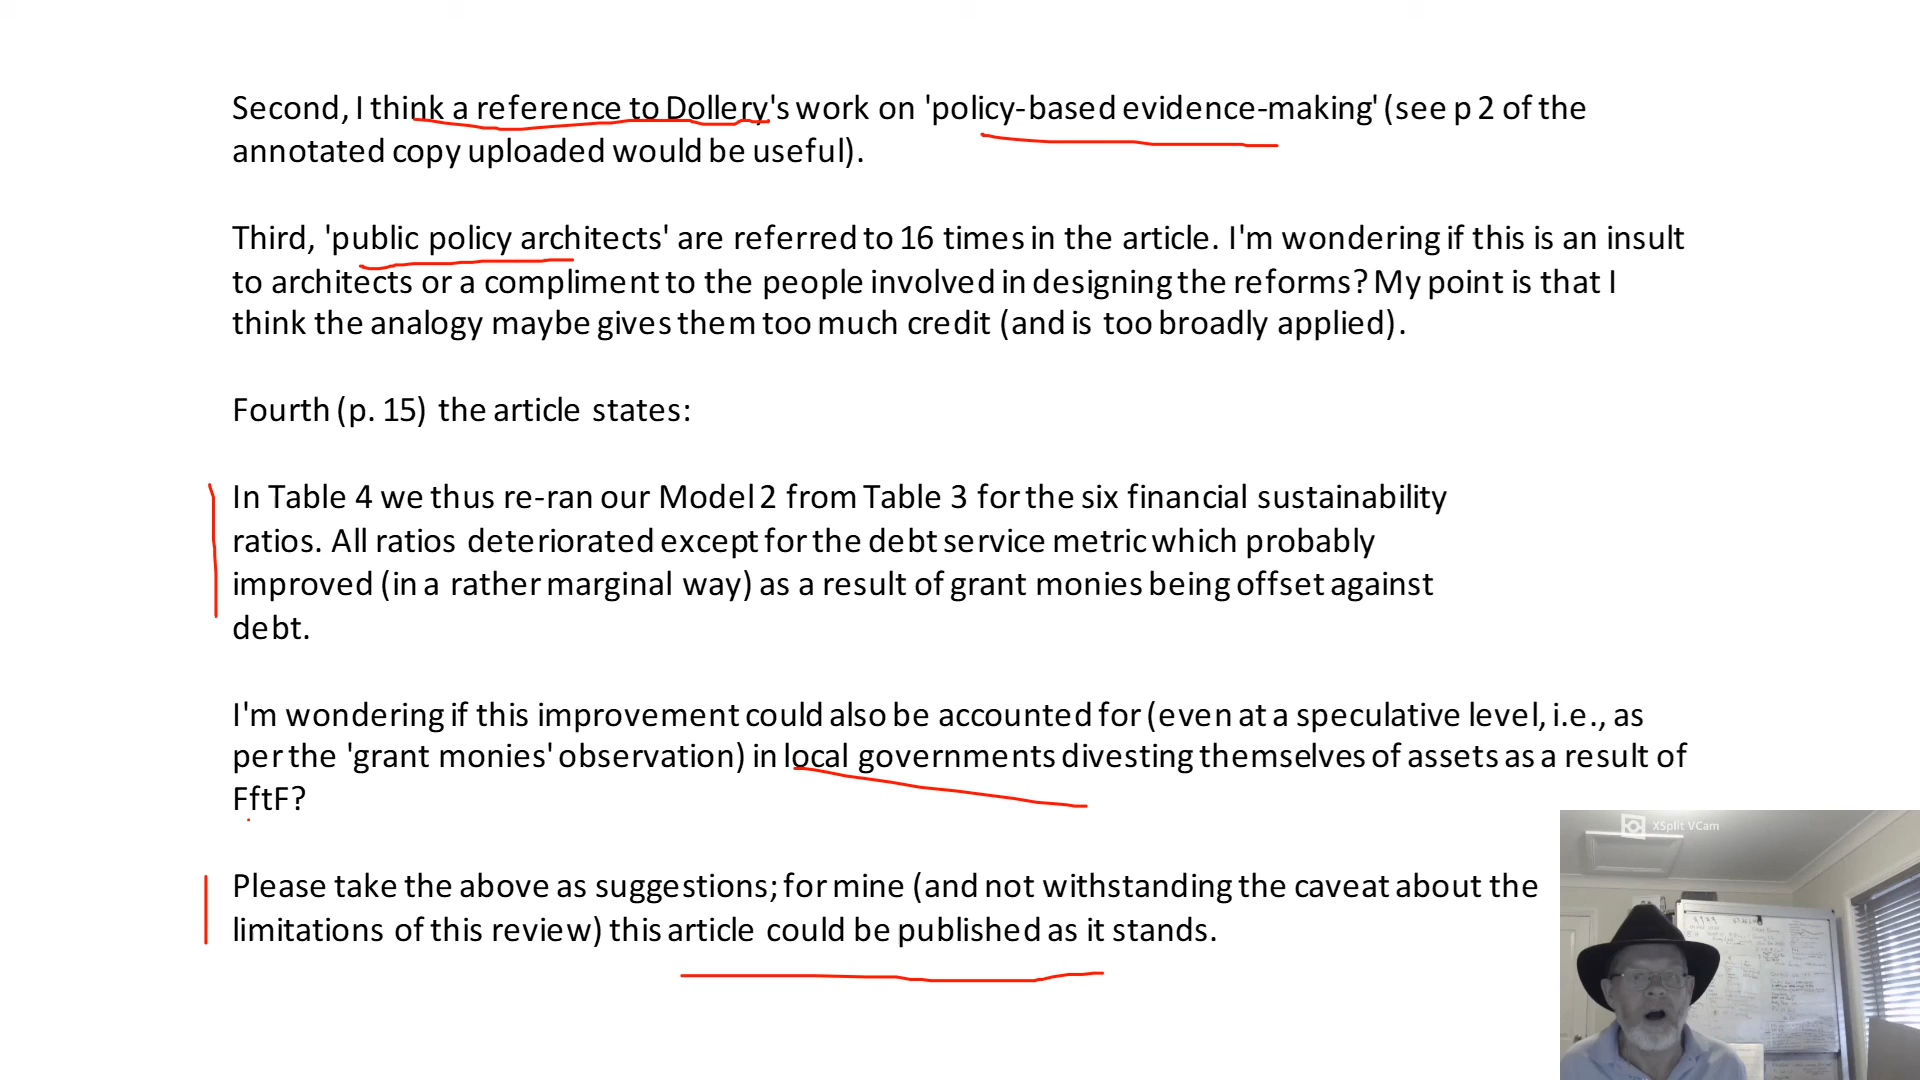 Second, I think a reference to Dollery's work on 'policy-based evidence-making' (see p 2 of the
annotated copy uploaded would be useful).
Third, 'public policy architects' are referred to 16 times in the article. I'm wondering if this is an insult
to architects or a compliment to the people involved in designing the reforms? My point is that I
think the analogy maybe gives them too much credit (and is too broadly applied).
Fourth (p. 15) the article states:
In Table 4 we thus re-ran our Model 2 from Table 3 for the six financial sustainability
ratios. All ratios deteriorated except for the debt service metric which probably
improved (in a rather marginal way) as a result of grant monies being offset against
debt.
I'm wondering if this improvement could also be accounted for (even at a speculative level, i.e., as
per the 'grant monies' observation) in local governments divesting themselves of assets as a result of
FftF?
Please take the above as suggestions; for mine (and not withstanding the caveat about the
limitations of this review) this article could be published as it stands.
XSplit VCam